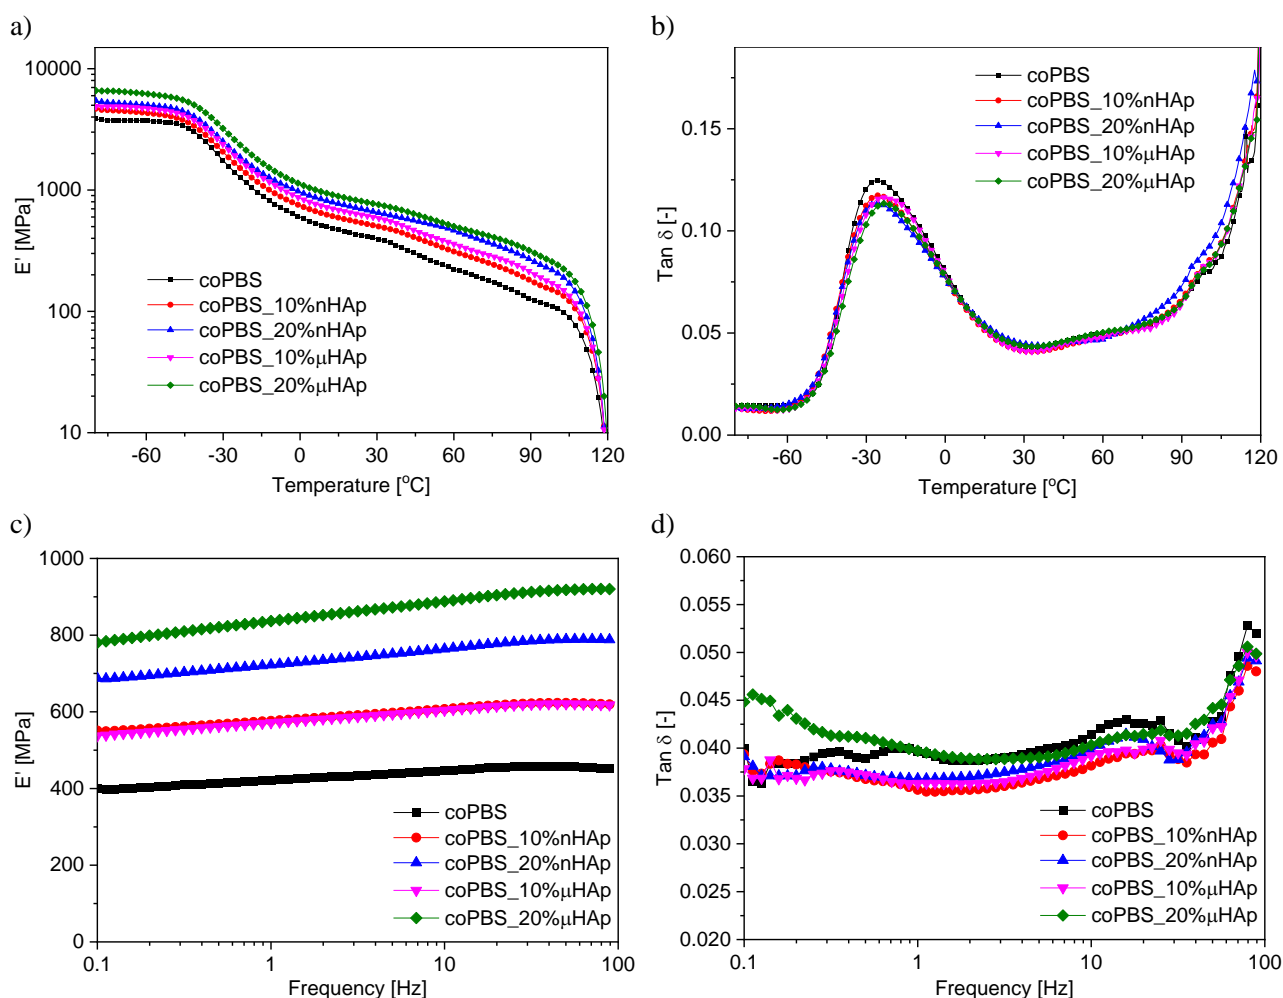 a)
10000
1000
100
10
E' [MPa]
coPBS
coPBS_10%nHAp
coPBS_20%nHAp
coPBS_10%μHAp
coPBS_20%μHAp
-60 -30 0 30 60 90 120
Temperature [°C]
b)
0.15
0.10
0.05
0.00
Tan δ [-]
coPBS
coPBS_10%nHAp
coPBS_20%nHAp
coPBS_10%μHAp
coPBS_20%μHAp
-60 -30 0 30 60 90 120
Temperature [°C]
c)
1000
800
600
400
200
0
E' [MPa]
coPBS
coPBS_10%nHAp
coPBS_20%nHAp
coPBS_10%μHAp
coPBS_20%μHAp
0.1 1 10 100
Frequency [Hz]
d)
0.060
0.055
0.050
0.045
0.040
0.035
0.030
0.025
0.020
Tan δ [-]
coPBS
coPBS_10%nHAp
coPBS_20%nHAp
coPBS_10%μHAp
coPBS_20%μHAp
0.1 1 10 100
Frequency [Hz]